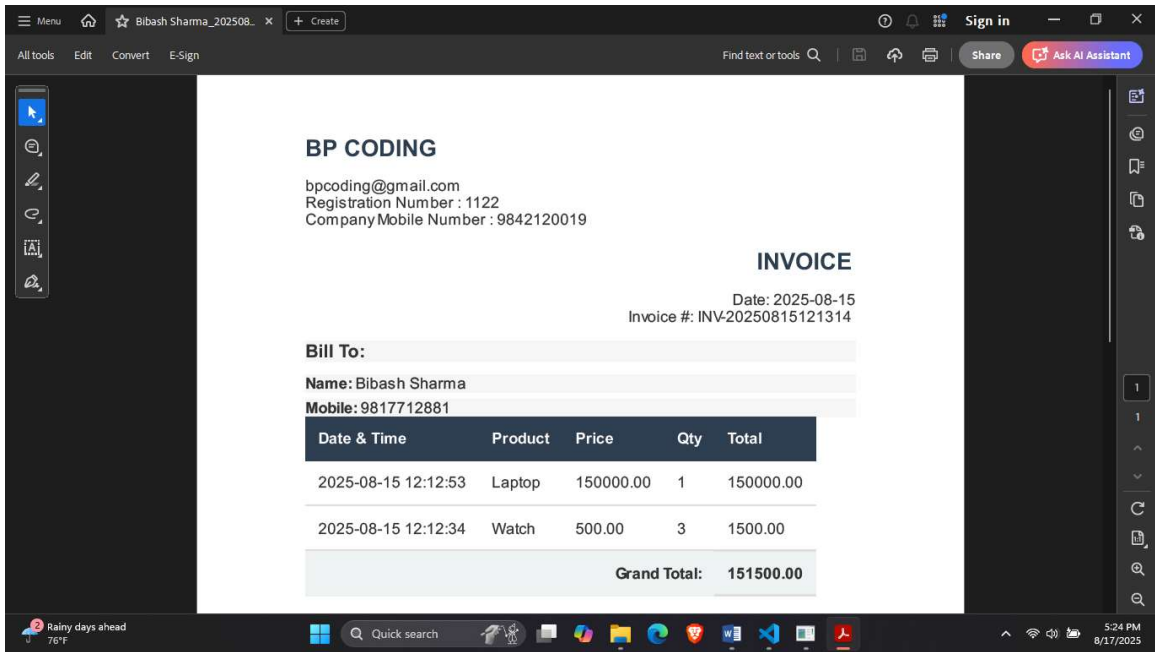 Menu
Bibash Sharma_202508...
Create
Sign in
All tools Edit Convert E-Sign
Find text or tools
Share
Ask AI Assistant
BP CODING
bpcoding@gmail.com
Registration Number : 1122
Company Mobile Number : 9842120019
INVOICE
Date: 2025-08-15
Invoice #: INV-20250815121314
Bill To:
Name: Bibash Sharma
Mobile: 9817712881
Date & Time Product Price Qty Total
2025-08-15 12:12:53 Laptop 150000.00 1 150000.00
2025-08-15 12:12:34 Watch 500.00 3 1500.00
Grand Total: 151500.00
1
1
2
Rainy days ahead
76°F
Quick search
5:24 PM
8/17/2025